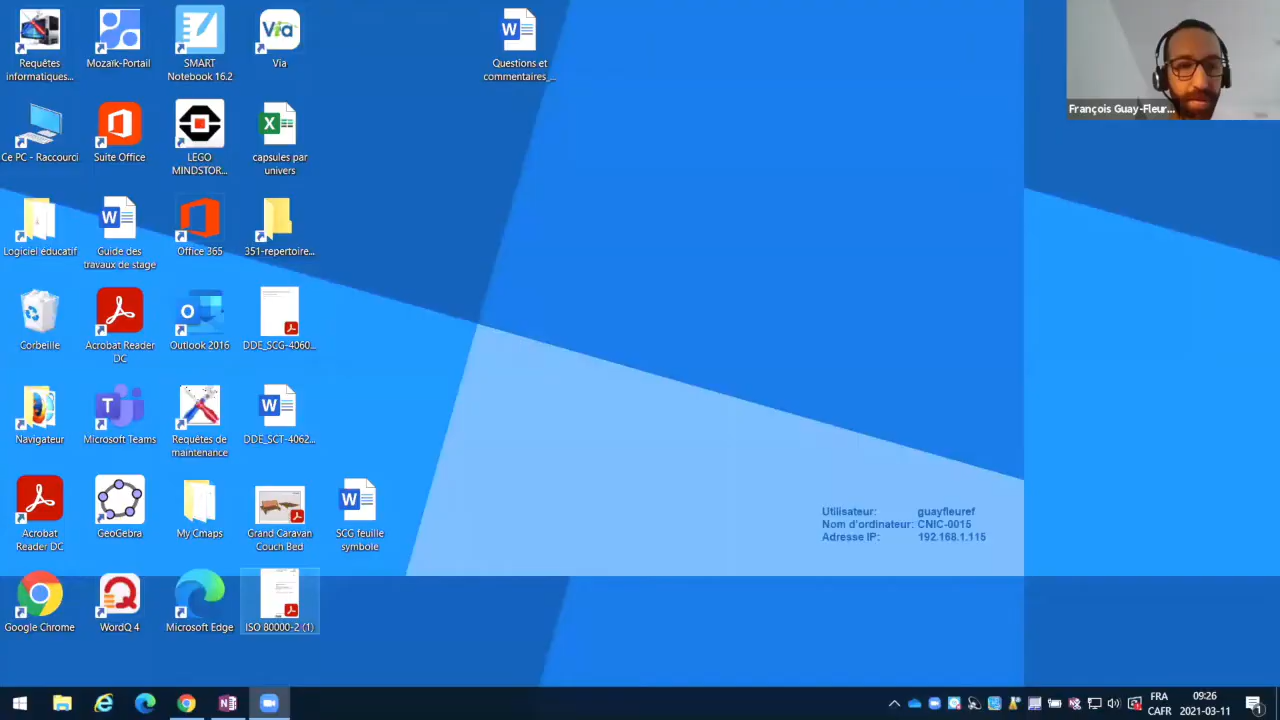 Requêtes
informatiques...
Mozaïk-Portail
SMART
Notebook 16.2
Via
Via
Questions et
commentaires_...
François Guay-Fleur...
Ce PC - Raccourci
Suite Office
LEGO
MINDSTOR...
capsules par
univers
Logiciel éducatif
Guide des
travaux de stage
Office 365
351-repertoire...
Corbeille
Acrobat Reader
DC
Outlook 2016
DDE_SCG-4060...
Navigateur
Microsoft Teams
Requêtes de
maintenance
DDE_SCT-4062...
Acrobat
Reader DC
GeoGebra
My Cmaps
Grand Caravan
Couch Bed
SCG feuille
symbole
Utilisateur: guayfleuref
Nom d'ordinateur: CNIC-0015
Adresse IP: 192.168.1.115
Google Chrome
WordQ 4
Microsoft Edge
ISO 80000-2 (1)
FRA
CAFR
09:26
2021-03-11
1